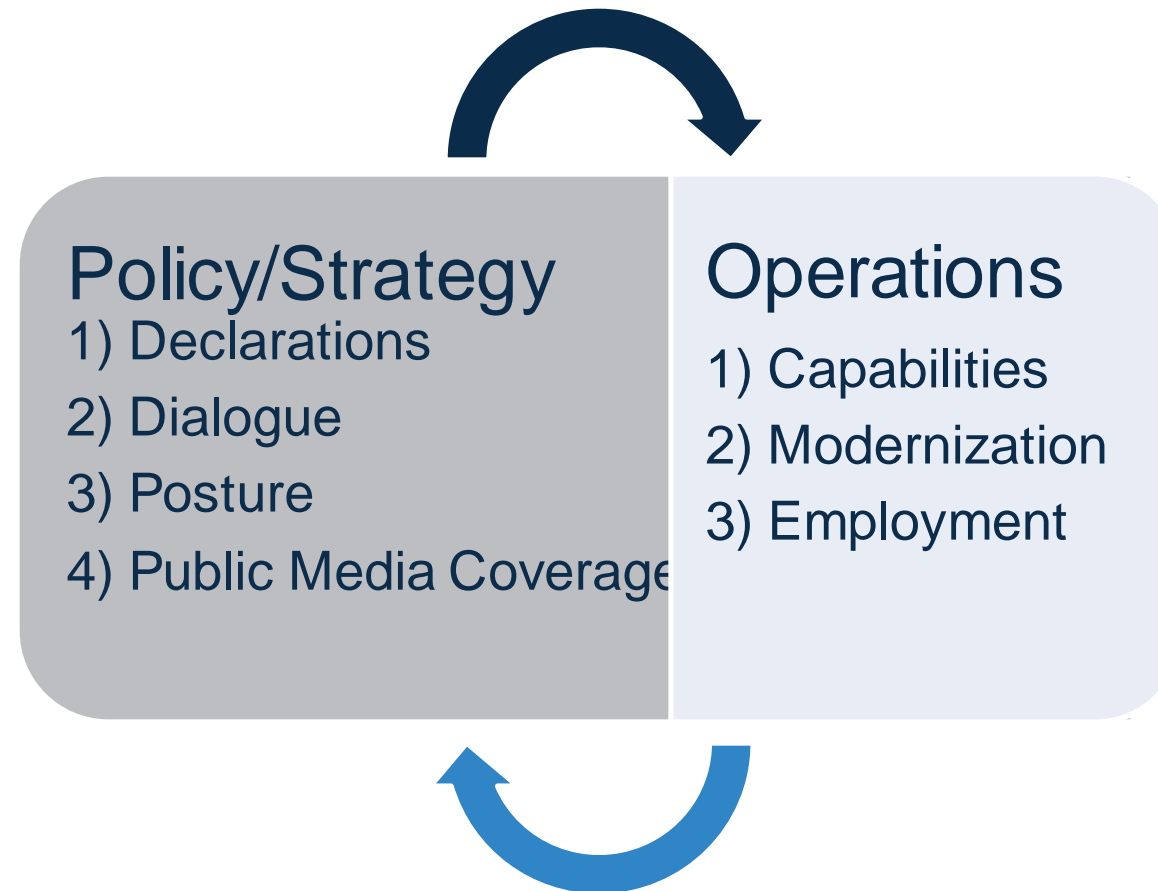 Policy/Strategy
1) Declarations
2) Dialogue
3) Posture
4) Public Media Coverage
Operations
1) Capabilities
2) Modernization
3) Employment